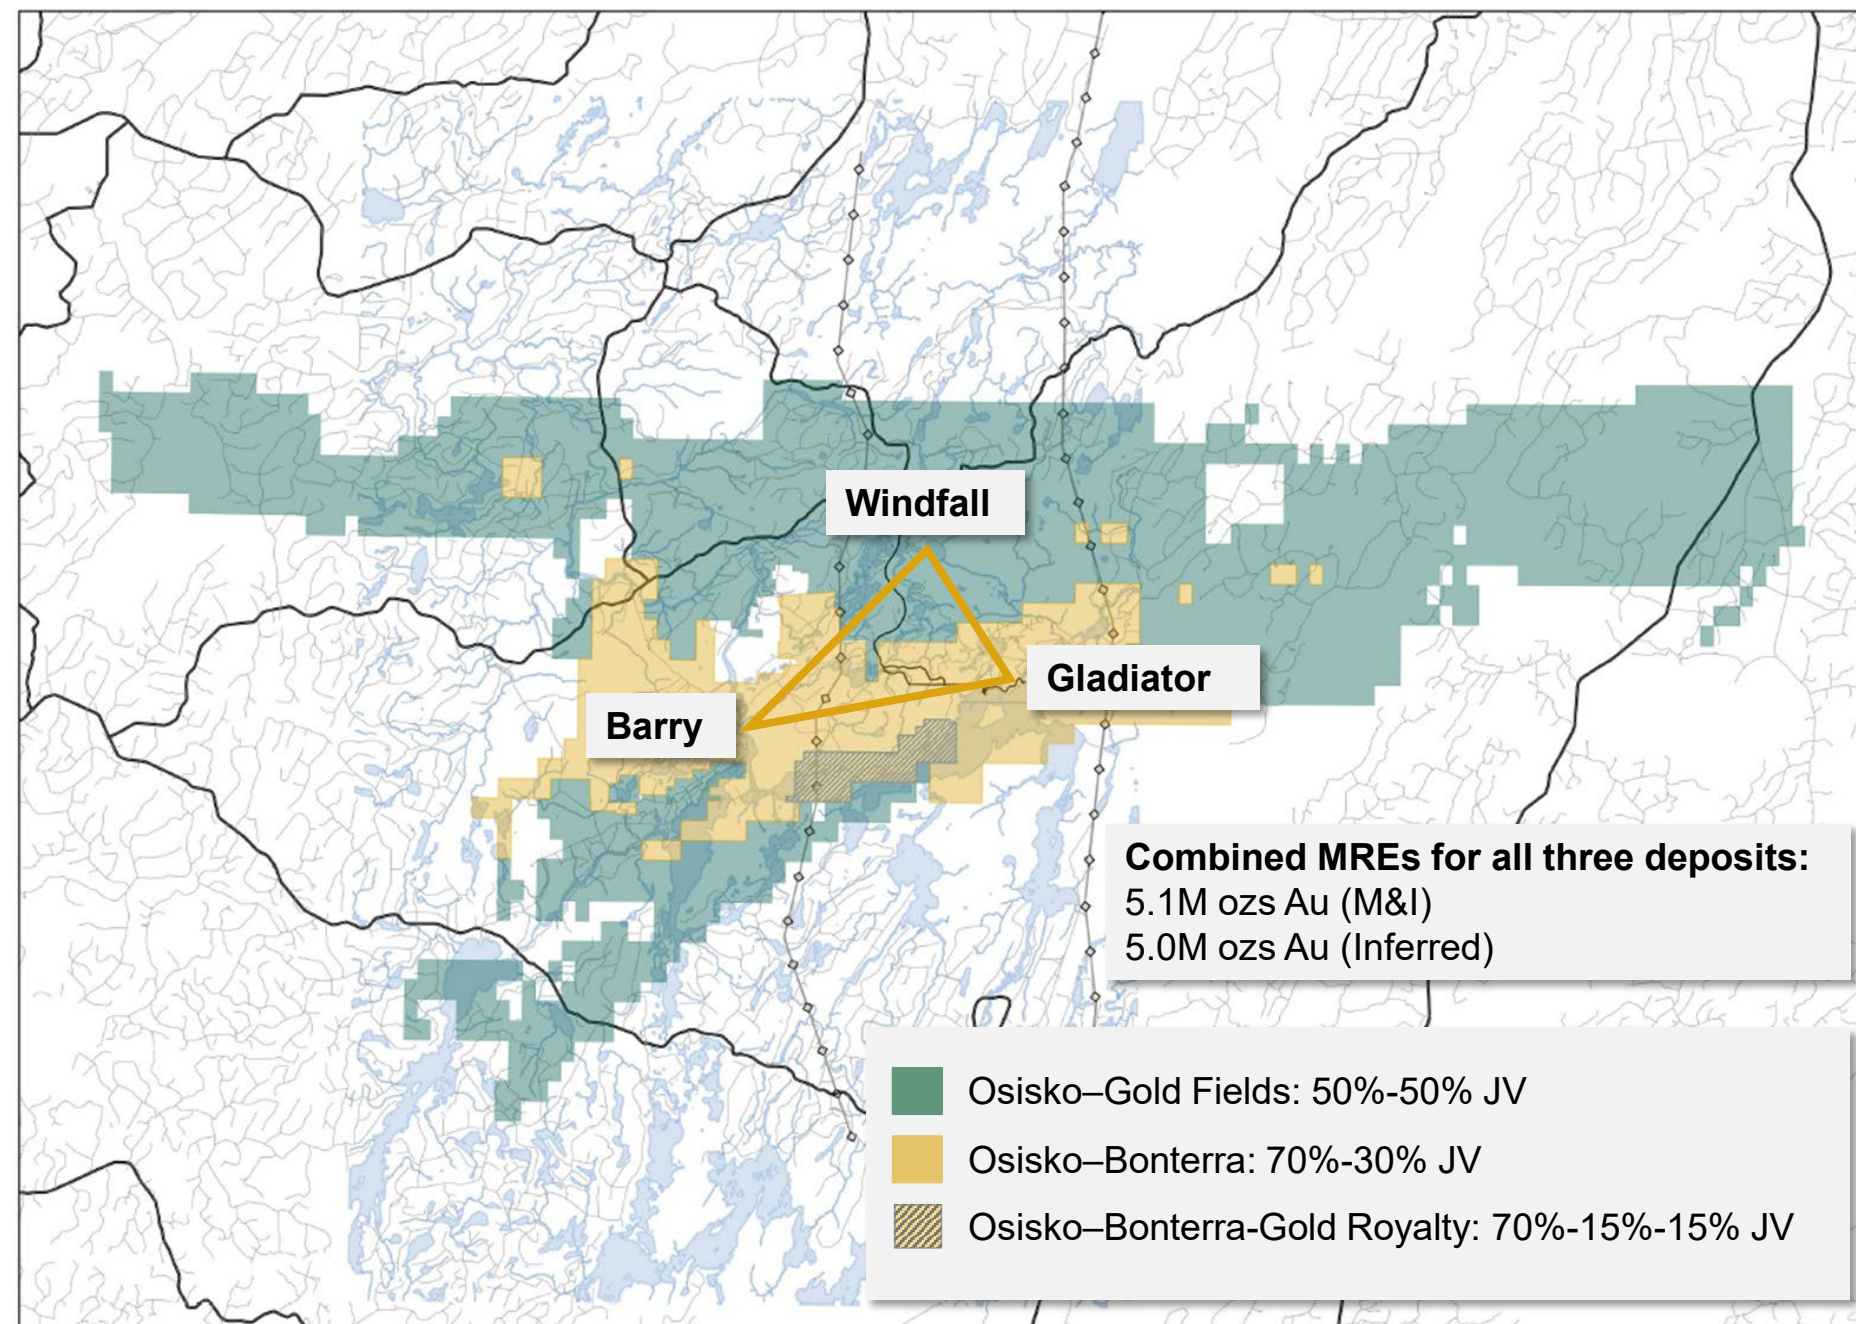 Windfall
Gladiator
Barry
Combined MREs for all three deposits:
5.1M ozs Au (M&I)
5.0M ozs Au (Inferred)
Osisko–Gold Fields: 50%-50% JV
Osisko–Bonterra: 70%-30% JV
Osisko–Bonterra-Gold Royalty: 70%-15%-15% JV